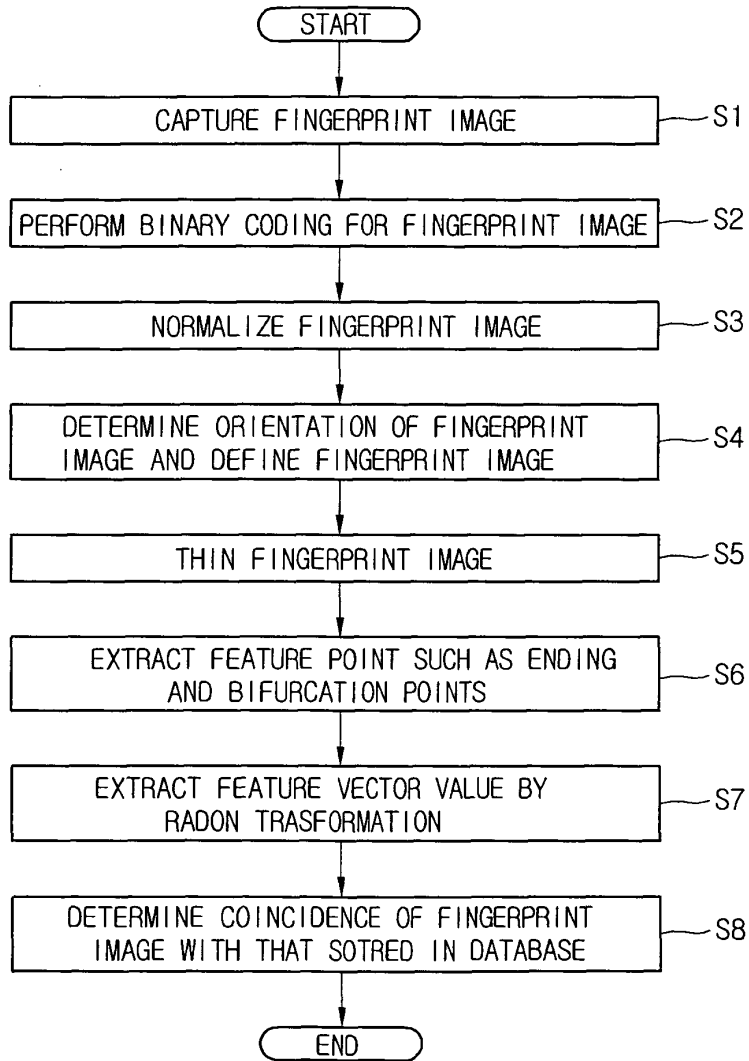 START
CAPTURE FINGERPRINT IMAGE
S1
PERFORM BINARY CODING FOR FINGERPRINT IMAGE
S2
NORMALIZE FINGERPRINT IMAGE
S3
DETERMINE ORIENTATION OF FINGERPRINT
IMAGE AND DEFINE FINGERPRINT IMAGE
S4
THIN FINGERPRINT IMAGE
S5
EXTRACT FEATURE POINT SUCH AS ENDING
AND BIFURCATION POINTS
S6
EXTRACT FEATURE VECTOR VALUE BY
RADON TRASFORMATION
S7
DETERMINE COINCIDENCE OF FINGERPRINT
IMAGE WITH THAT SOTRED IN DATABASE
S8
END